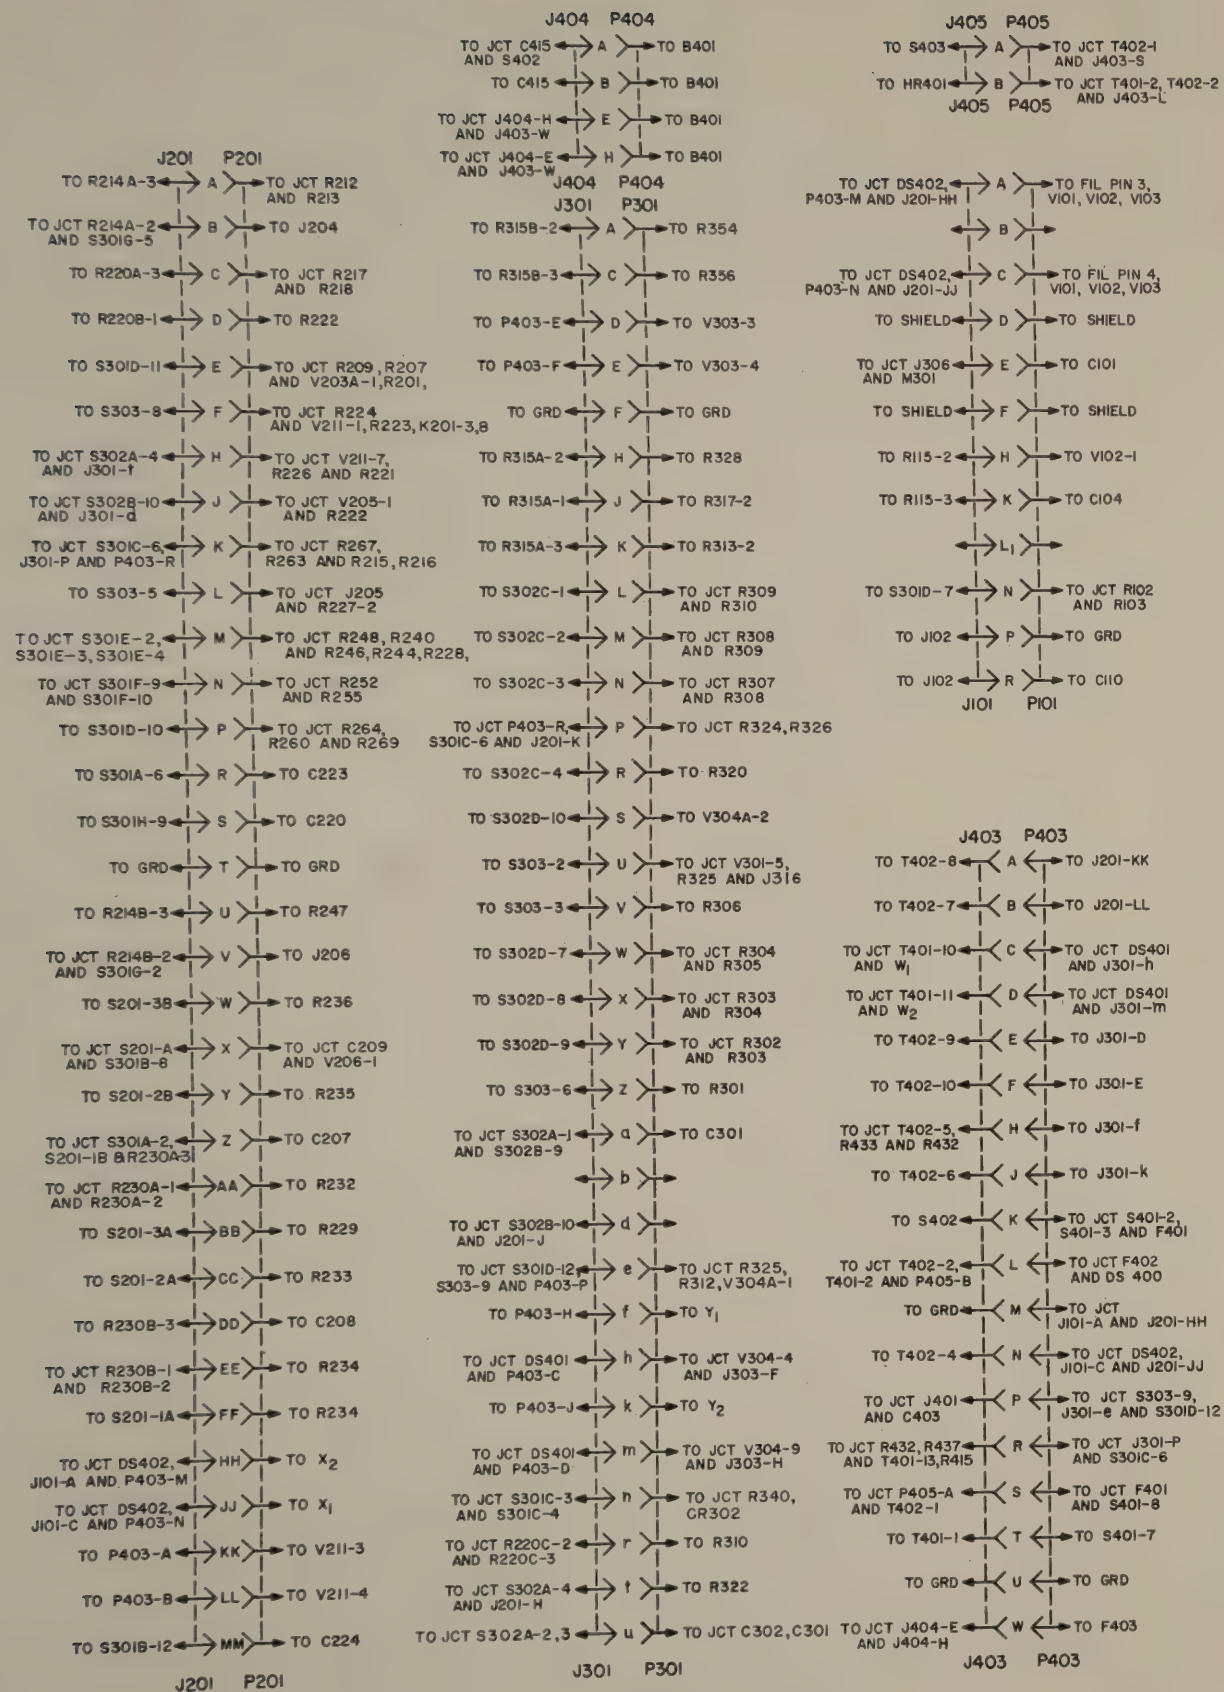 J404 P404
TO JCT C415 A TO B401
AND S402
TO C415 B TO B401
TO JCT J404-H E TO B401
AND J403-W
TO JCT J404-E H TO B401
AND J403-W
J404 P404
J405 P405
TO S403 A TO JCT T402-1
AND J403-S
TO HR401 B TO JCT T401-2, T402-2
AND J403-L
J405 P405
J201 P201
TO R214A-3 A TO JCT R212
AND R213
TO JCT R214A-2 B TO J204
AND S301G-5
TO R220A-3 C TO JCT R217
AND R218
TO R220B-1 D TO R222
TO S301D-11 E TO JCT R209, R207
AND V203A-1, R201,
TO S303-8 F TO JCT R224
AND V211-1, R223, K201-3,8
TO JCT S302A-4 H TO JCT V211-7,
AND J301-t R226 AND R221
TO JCT S302B-10 J TO JCT V205-1
AND J301-d AND R222
TO JCT S301C-6, K TO JCT R267,
J301-P AND P403-R R263 AND R215, R216
TO S303-5 L TO JCT J205
AND R227-2
TO JCT S301E-2, M TO JCT R248, R240
S301E-3, S301E-4 AND R246, R244, R228,
TO JCT S301F-9 N TO JCT R252
AND S301F-10 AND R255
TO S301D-10 P TO JCT R264,
R260 AND R269
TO S301A-6 R TO C223
TO S301H-9 S TO C220
TO GRD T TO GRD
TO R214B-3 U TO R247
TO JCT R214B-2 V TO J206
AND S301G-2
TO S201-3B W TO R236
TO JCT S201-A X TO JCT C209
AND S301B-8 AND V206-1
TO S201-2B Y TO R235
TO JCT S301A-2, Z TO C207
S201-1B & R230A-3
TO JCT R230A-1 AA TO R232
AND R230A-2
TO S201-3A BB TO R229
TO S201-2A CC TO R233
TO R230B-3 DD TO C208
TO JCT R230B-1 EE TO R234
AND R230B-2
TO S201-1A FF TO R234
TO JCT DS402, HH TO X2
J101-A AND P403-M
TO JCT DS402, JJ TO X1
J101-C AND P403-N
TO P403-A KK TO V211-3
TO P403-B LL TO V211-4
TO S301B-12 MM TO C224
J201 P201
J301 P301
TO R315B-2 A TO R354
TO R315B-3 C TO R356
TO P403-E D TO V303-3
TO P403-F E TO V303-4
TO GRD F TO GRD
TO R315A-2 H TO R328
TO R315A-1 J TO R317-2
TO R315A-3 K TO R313-2
TO S302C-1 L TO JCT R309
AND R310
TO S302C-2 M TO JCT R308
AND R309
TO S302C-3 N TO JCT R307
AND R308
TO JCT P403-R, P TO JCT R324, R326
S301C-6 AND J201-K
TO S302C-4 R TO R320
TO S302D-10 S TO V304A-2
TO S303-2 U TO JCT V301-5,
R325 AND J316
TO S303-3 V TO R306
TO S302D-7 W TO JCT R304
AND R305
TO S302D-8 X TO JCT R303
AND R304
TO S302D-9 Y TO JCT R302
AND R303
TO S303-6 Z TO R301
TO JCT S302A-1 a TO C301
AND S302B-9
b
TO JCT S302B-10 d
AND J201-J
TO JCT S301D-12, e TO JCT R325,
S303-9 AND P403-P R312, V304A-1
TO P403-H f TO Y1
TO JCT DS401 h TO JCT V304-4
AND P403-C AND J303-F
TO P403-J k TO Y2
TO JCT DS401 m TO JCT V304-9
AND P403-D AND J303-H
TO JCT S301C-3 n TO JCT R340,
AND S301C-4 CR302
TO JCT R220C-2 r TO R310
AND R220C-3
TO JCT S302A-4 t TO R322
AND J201-H
TO JCT S302A-2,3 u TO JCT C302, C301
J301 P301
TO JCT DS402, A TO FIL PIN 3,
P403-M AND J201-HH V101, V102, V103
B
TO JCT DS402, C TO FIL PIN 4,
P403-N AND J201-JJ V101, V102, V103
TO SHIELD D TO SHIELD
TO JCT J306 E TO C101
AND M301
TO SHIELD F TO SHIELD
TO R115-2 H TO V102-1
TO R115-3 K TO C104
L1
TO S301D-7 N TO JCT R102
AND R103
TO J102 P TO GRD
TO J102 R TO C110
J101 P101
J403 P403
TO T402-8 A TO J201-KK
TO T402-7 B TO J201-LL
TO JCT T401-10 C TO JCT DS401
AND W1 AND J301-h
TO JCT T401-11 D TO JCT DS401
AND W2 AND J301-m
TO T402-9 E TO J301-D
TO T402-10 F TO J301-E
TO JCT T402-5, H TO J301-f
R433 AND R432
TO T402-6 J TO J301-k
TO S402 K TO JCT S401-2,
S401-3 AND F401
TO JCT T402-2, L TO JCT F402
T401-2 AND P405-B AND DS 400
TO GRD M TO JCT
J101-A AND J201-HH
TO T402-4 N TO JCT DS402,
J101-C AND J201-JJ
TO JCT J401 P TO JCT S303-9,
AND C403 J301-e AND S301D-12
TO JCT R432, R437 R TO JCT J301-P
AND T401-13, R415 AND S301C-6
TO JCT P405-A S TO JCT F401
AND T402-1 AND S401-8
TO T401-1 T TO S401-7
TO GRD U TO GRD
TO JCT J404-E W TO F403
AND J404-H
J403 P403